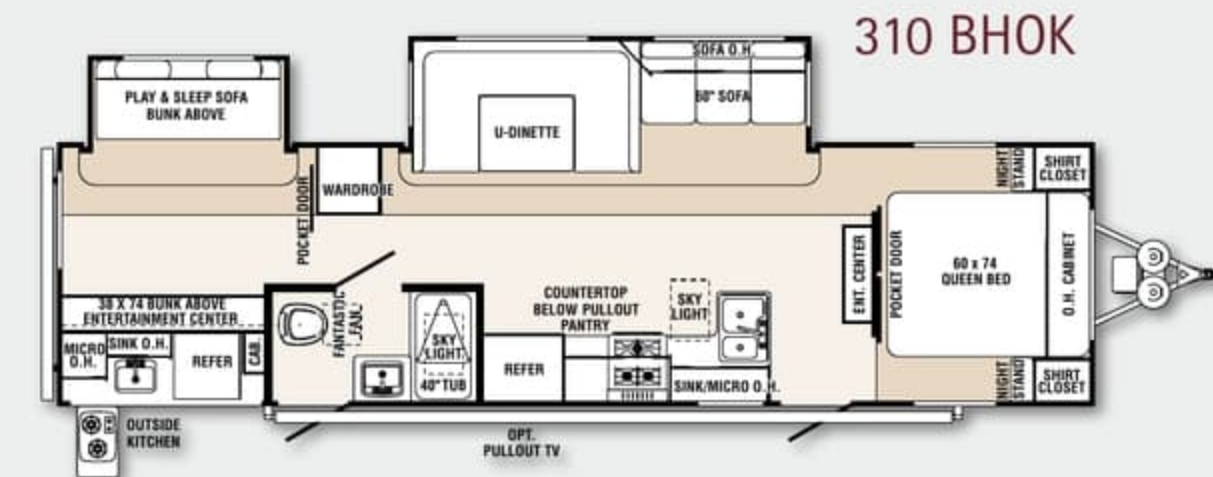 310 BHOK
SOFA O.H.
60" SOFA
PLAY & SLEEP SOFA
BUNK ABOVE
U-DINETTE
WARDROBE
POCKET DOOR
NIGHT
STAND
SHIRT
CLOSET
ENT. CENTER
POCKET DOOR
60 x 74
QUEEN BED
O.H. CABINET
38 X 74 BUNK ABOVE
ENTERTAINMENT CENTER
MICRO
O.H.
SINK O.H.
REFER
CAB.
FANTASTIC
FAN
SKY
LIGHT
40" TUB
COUNTERTOP
BELOW PULLOUT
PANTRY
SKY
LIGHT
REFER
SINK/MICRO O.H.
NIGHT
STAND
SHIRT
CLOSET
OUTSIDE
KITCHEN
OPT.
PULLOUT TV